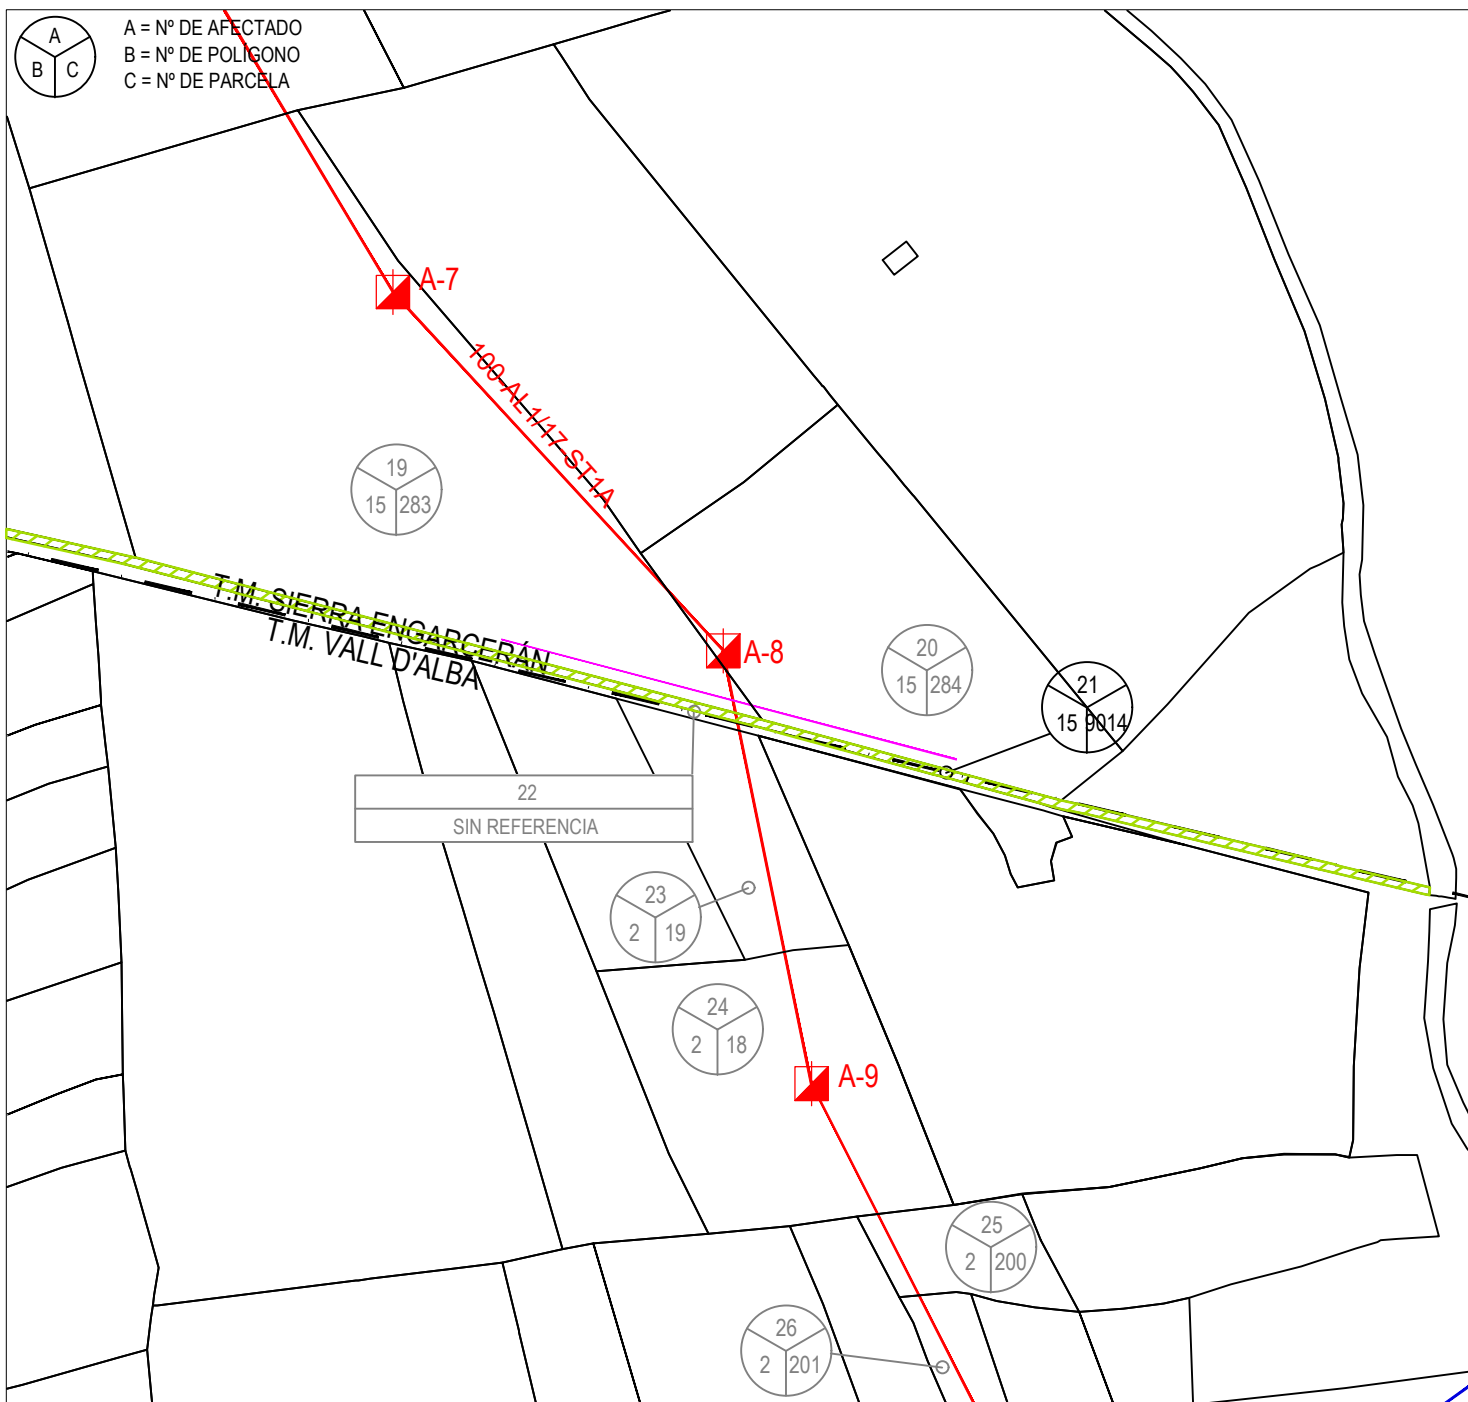 A
B C
A = Nº DE AFECTADO
B = Nº DE POLÍGONO
C = Nº DE PARCELA
A-7
100-AL1/17 ST1A
19
15 283
T.M. SIERRA ENGARCERÁN
T.M. VALL D'ALBA
A-8
20
15 284
21
15 9014
22
SIN REFERENCIA
23
2 19
24
2 18
A-9
25
2 200
26
2 201